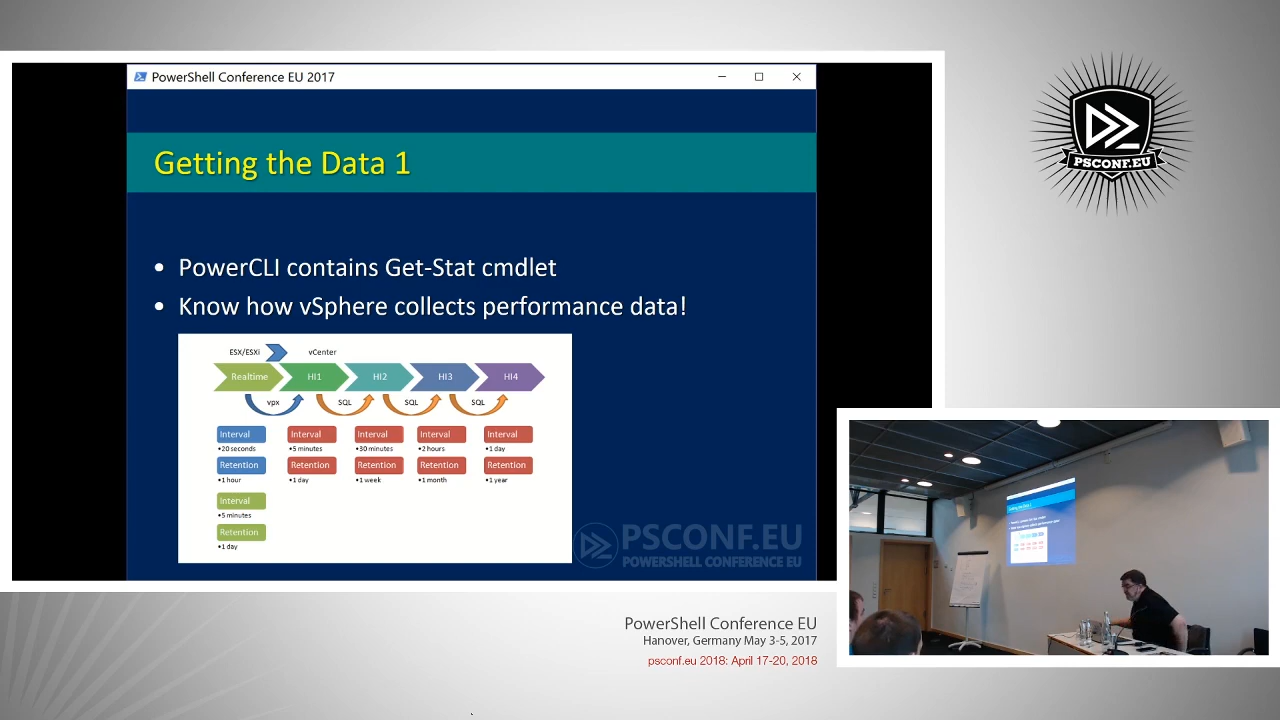 PowerShell Conference EU 2017
Getting the Data 1
• PowerCLI contains Get-Stat cmdlet
• Know how vSphere collects performance data!
ESX/ESXi vCenter
Realtime HI1 HI2 HI3 HI4
vpx SQL SQL SQL
Interval Interval Interval Interval Interval
•20 seconds •5 minutes •30 minutes •2 hours •1 day
Retention Retention Retention Retention Retention
•1 hour •1 day •1 week •1 month •1 year
Interval
•5 minutes
Retention
•1 day
PSCONF.EU
POWERSHELL CONFERENCE EU
PSCONF.EU
Getting the Data 1
PowerShell Conference EU
Hanover, Germany May 3-5, 2017
psconf.eu 2018: April 17-20, 2018